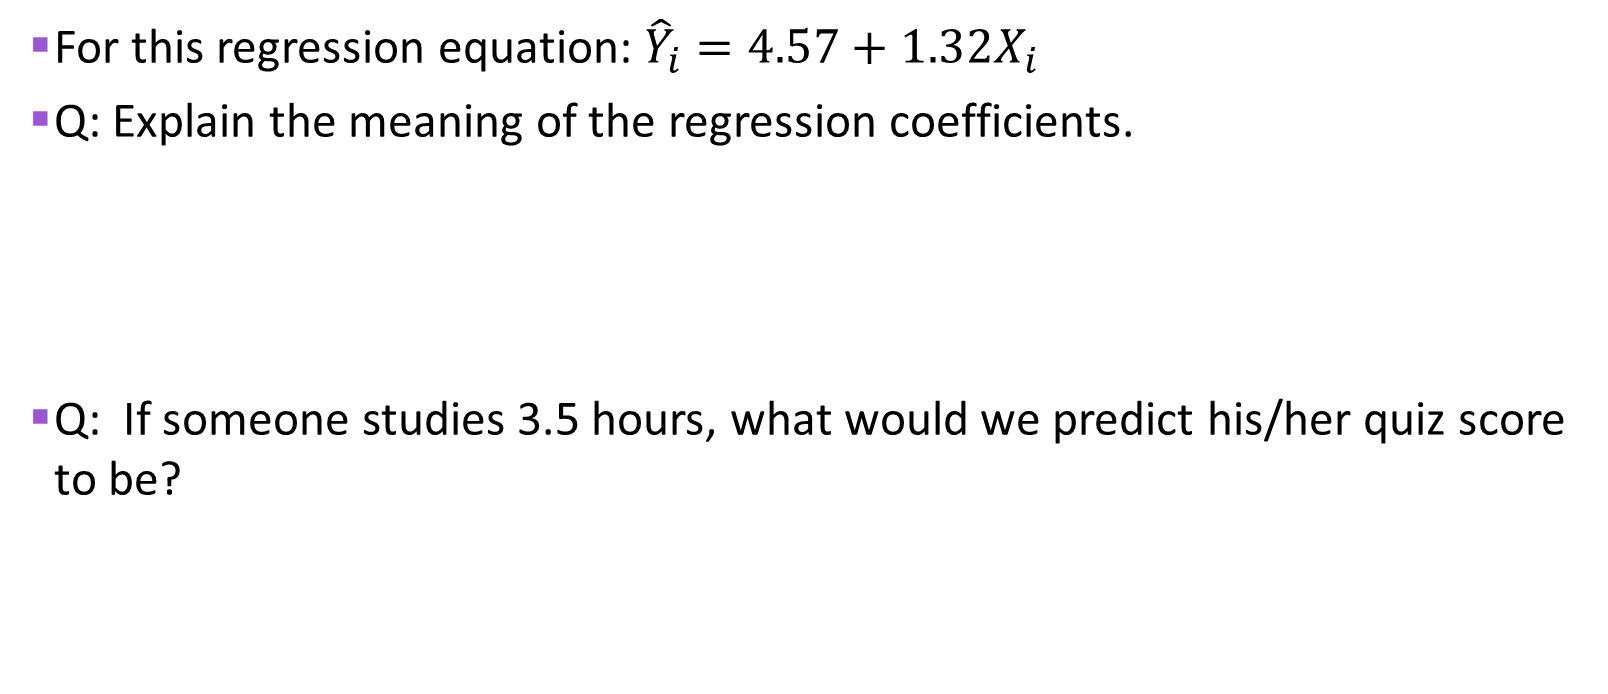 ▪For this regression equation: Ŷᵢ = 4.57 + 1.32Xᵢ
▪Q: Explain the meaning of the regression coefficients.
▪Q: If someone studies 3.5 hours, what would we predict his/her quiz score
to be?